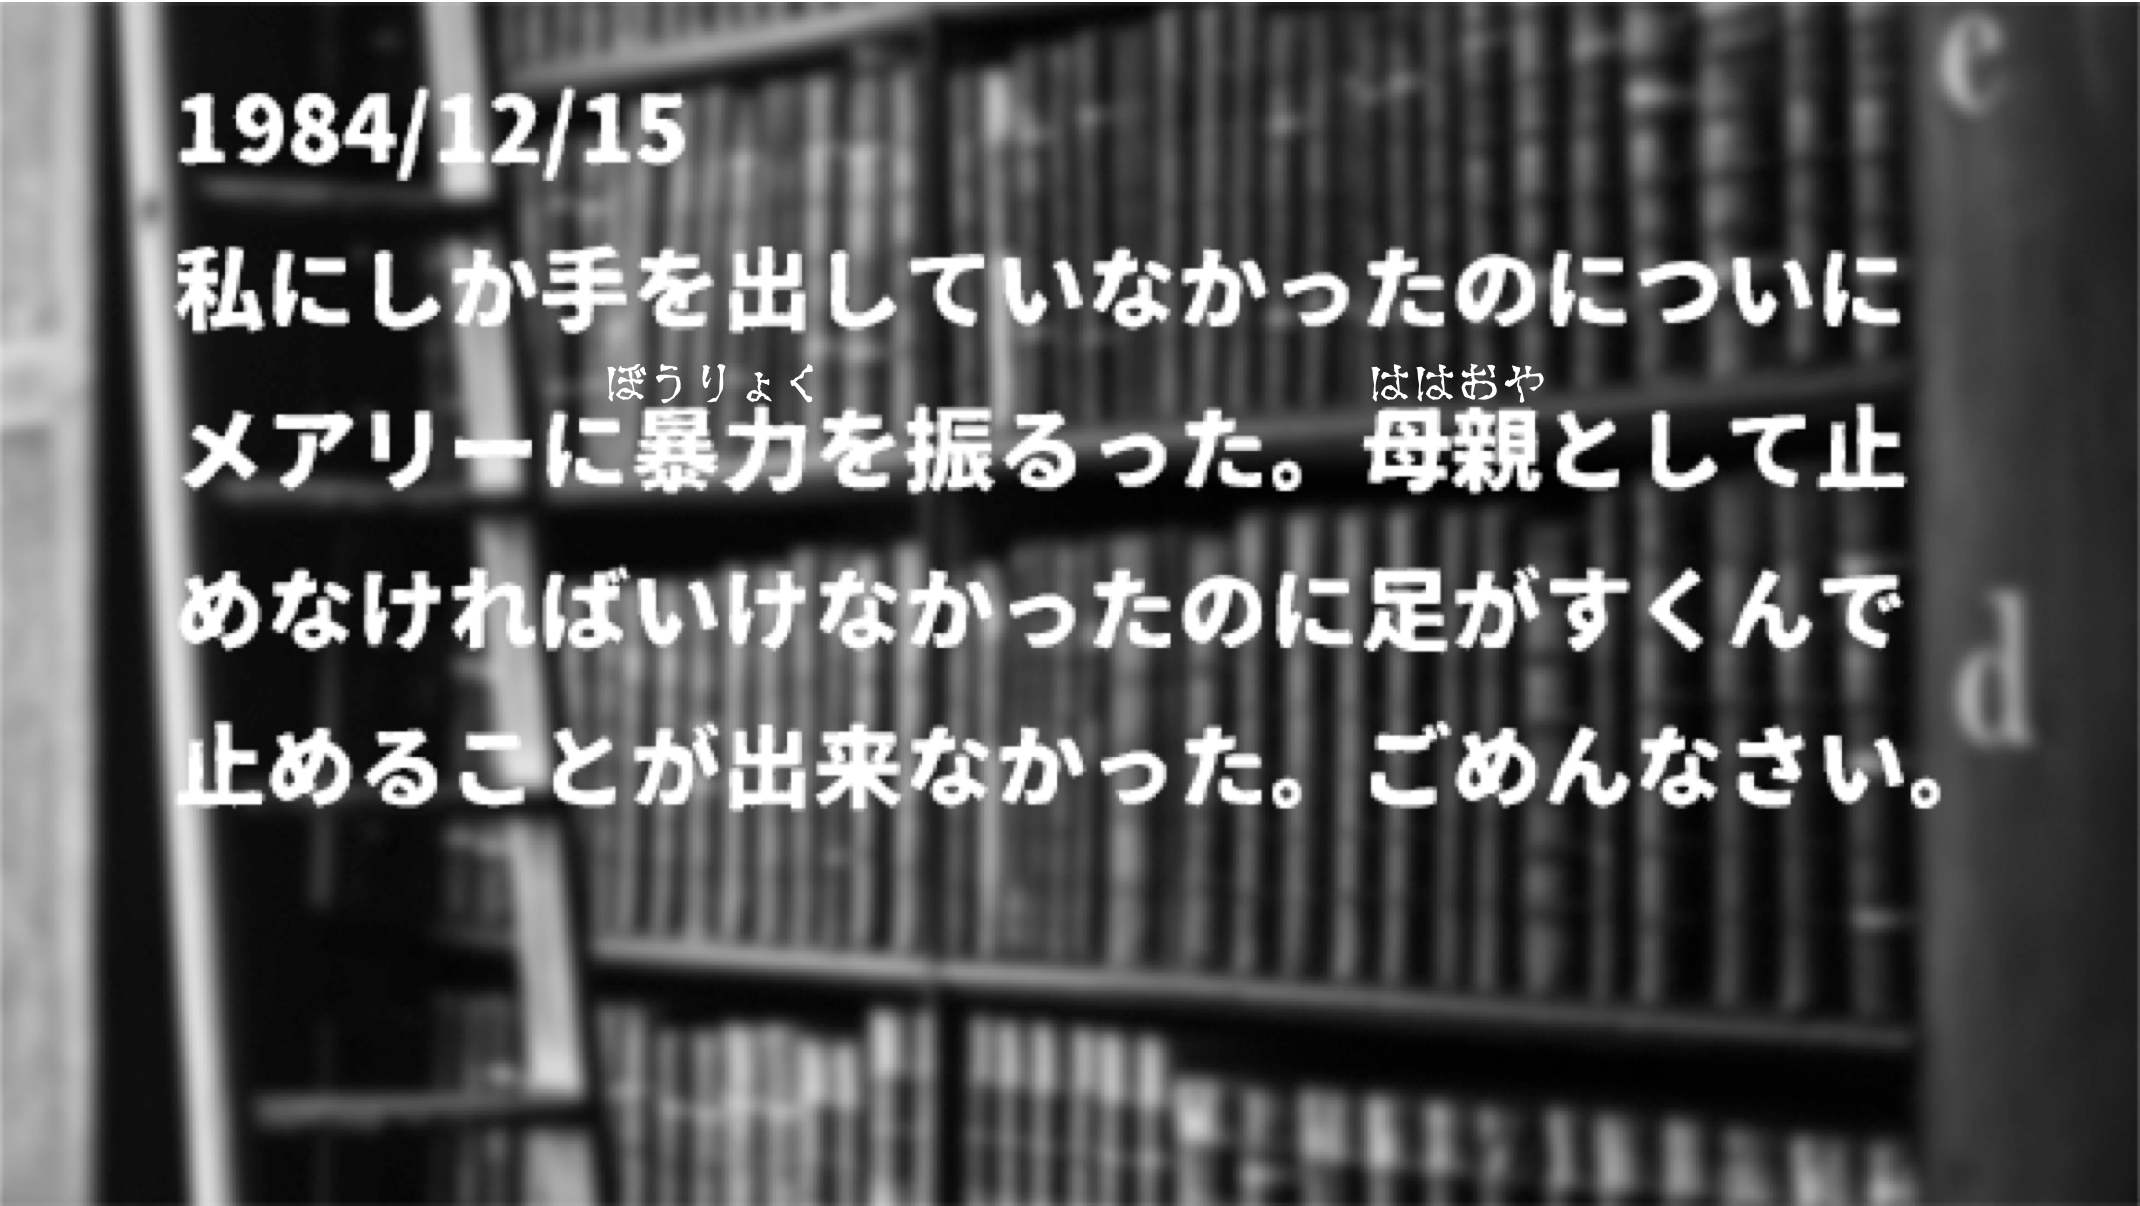 1984/12/15
私にしか手を出していなかったのについに
ぼうりょく ははおや
メアリーに暴力を振るった。母親として止
めなければいけなかったのに足がすくんで
止めることが出来なかった。ごめんなさい。
e
d